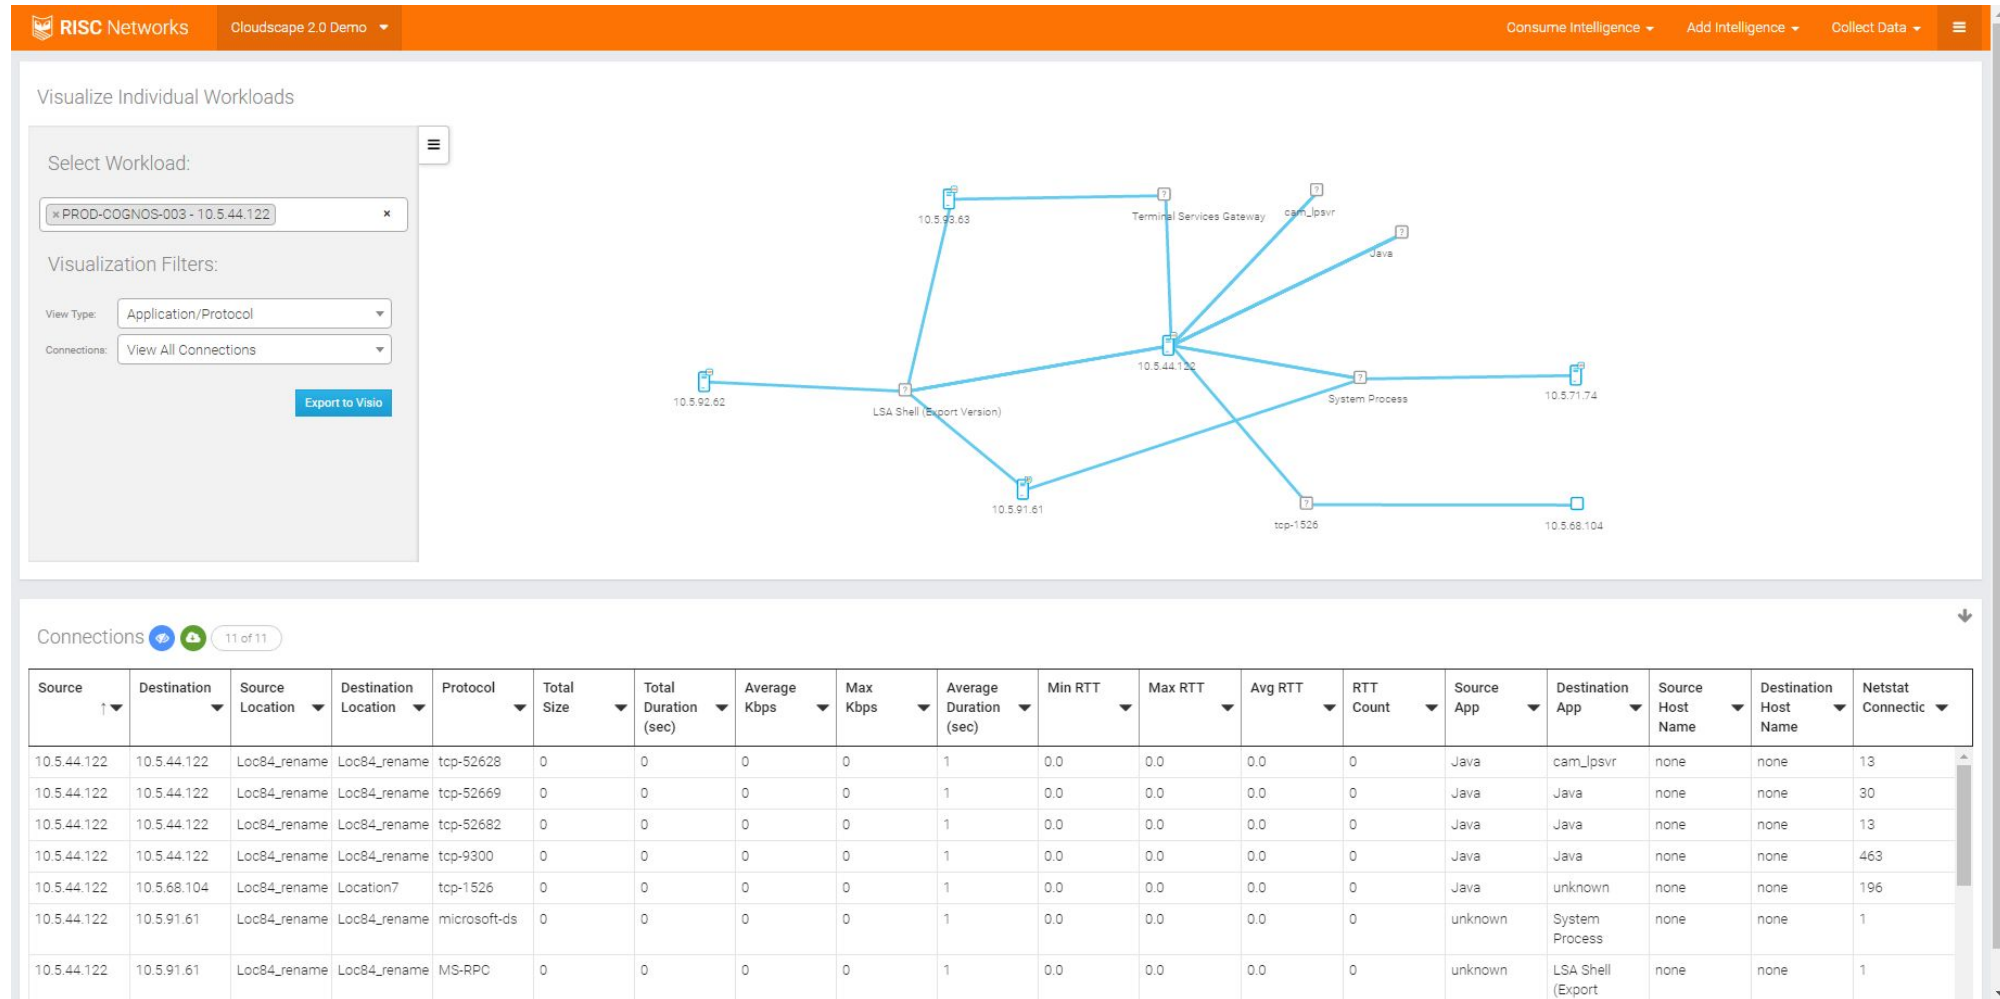 RISC Networks
Cloudscape 2.0 Demo
Consume Intelligence
Add Intelligence
Collect Data
Visualize Individual Workloads
Select Workload:
× PROD-COGNOS-003 - 10.5.44.122 ×
Visualization Filters:
View Type: Application/Protocol
Connections: View All Connections
Export to Visio
10.5.93.63
Terminal Services Gateway
cam_lpsvr
Java
10.5.44.122
10.5.92.62
LSA Shell (Export Version)
System Process
10.5.71.74
10.5.91.61
tcp-1526
10.5.68.104
Connections 11 of 11
Source Destination Source Location Destination Location Protocol Total Size Total Duration (sec) Average Kbps Max Kbps Average Duration (sec) Min RTT Max RTT Avg RTT RTT Count Source App Destination App Source Host Name Destination Host Name Netstat Connectic
10.5.44.122 10.5.44.122 Loc84_rename Loc84_rename tcp-52628 0 0 0 0 1 0.0 0.0 0.0 0 Java cam_lpsvr none none 13
10.5.44.122 10.5.44.122 Loc84_rename Loc84_rename tcp-52669 0 0 0 0 1 0.0 0.0 0.0 0 Java Java none none 30
10.5.44.122 10.5.44.122 Loc84_rename Loc84_rename tcp-52682 0 0 0 0 1 0.0 0.0 0.0 0 Java Java none none 13
10.5.44.122 10.5.44.122 Loc84_rename Loc84_rename tcp-9300 0 0 0 0 1 0.0 0.0 0.0 0 Java Java none none 463
10.5.44.122 10.5.68.104 Loc84_rename Location7 tcp-1526 0 0 0 0 1 0.0 0.0 0.0 0 Java unknown none none 196
10.5.44.122 10.5.91.61 Loc84_rename Loc84_rename microsoft-ds 0 0 0 0 1 0.0 0.0 0.0 0 unknown System Process none none 1
10.5.44.122 10.5.91.61 Loc84_rename Loc84_rename MS-RPC 0 0 0 0 1 0.0 0.0 0.0 0 unknown LSA Shell (Export none none 1